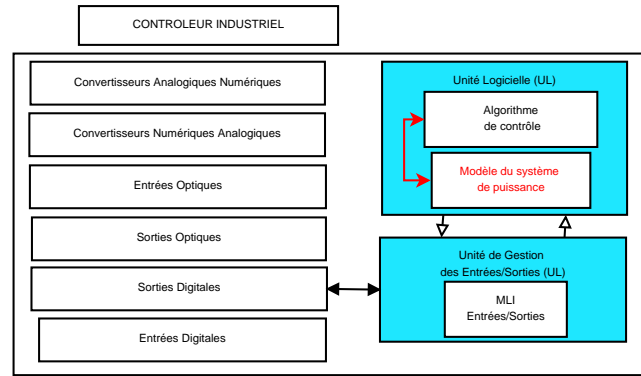 CONTROLEUR INDUSTRIEL
Convertisseurs Analogiques Numériques
Convertisseurs Numériques Analogiques
Entrées Optiques
Sorties Optiques
Sorties Digitales
Entrées Digitales
Unité Logicielle (UL)
Algorithme
de contrôle
Modèle du système
de puissance
Unité de Gestion
des Entrées/Sorties (UL)
MLI
Entrées/Sorties